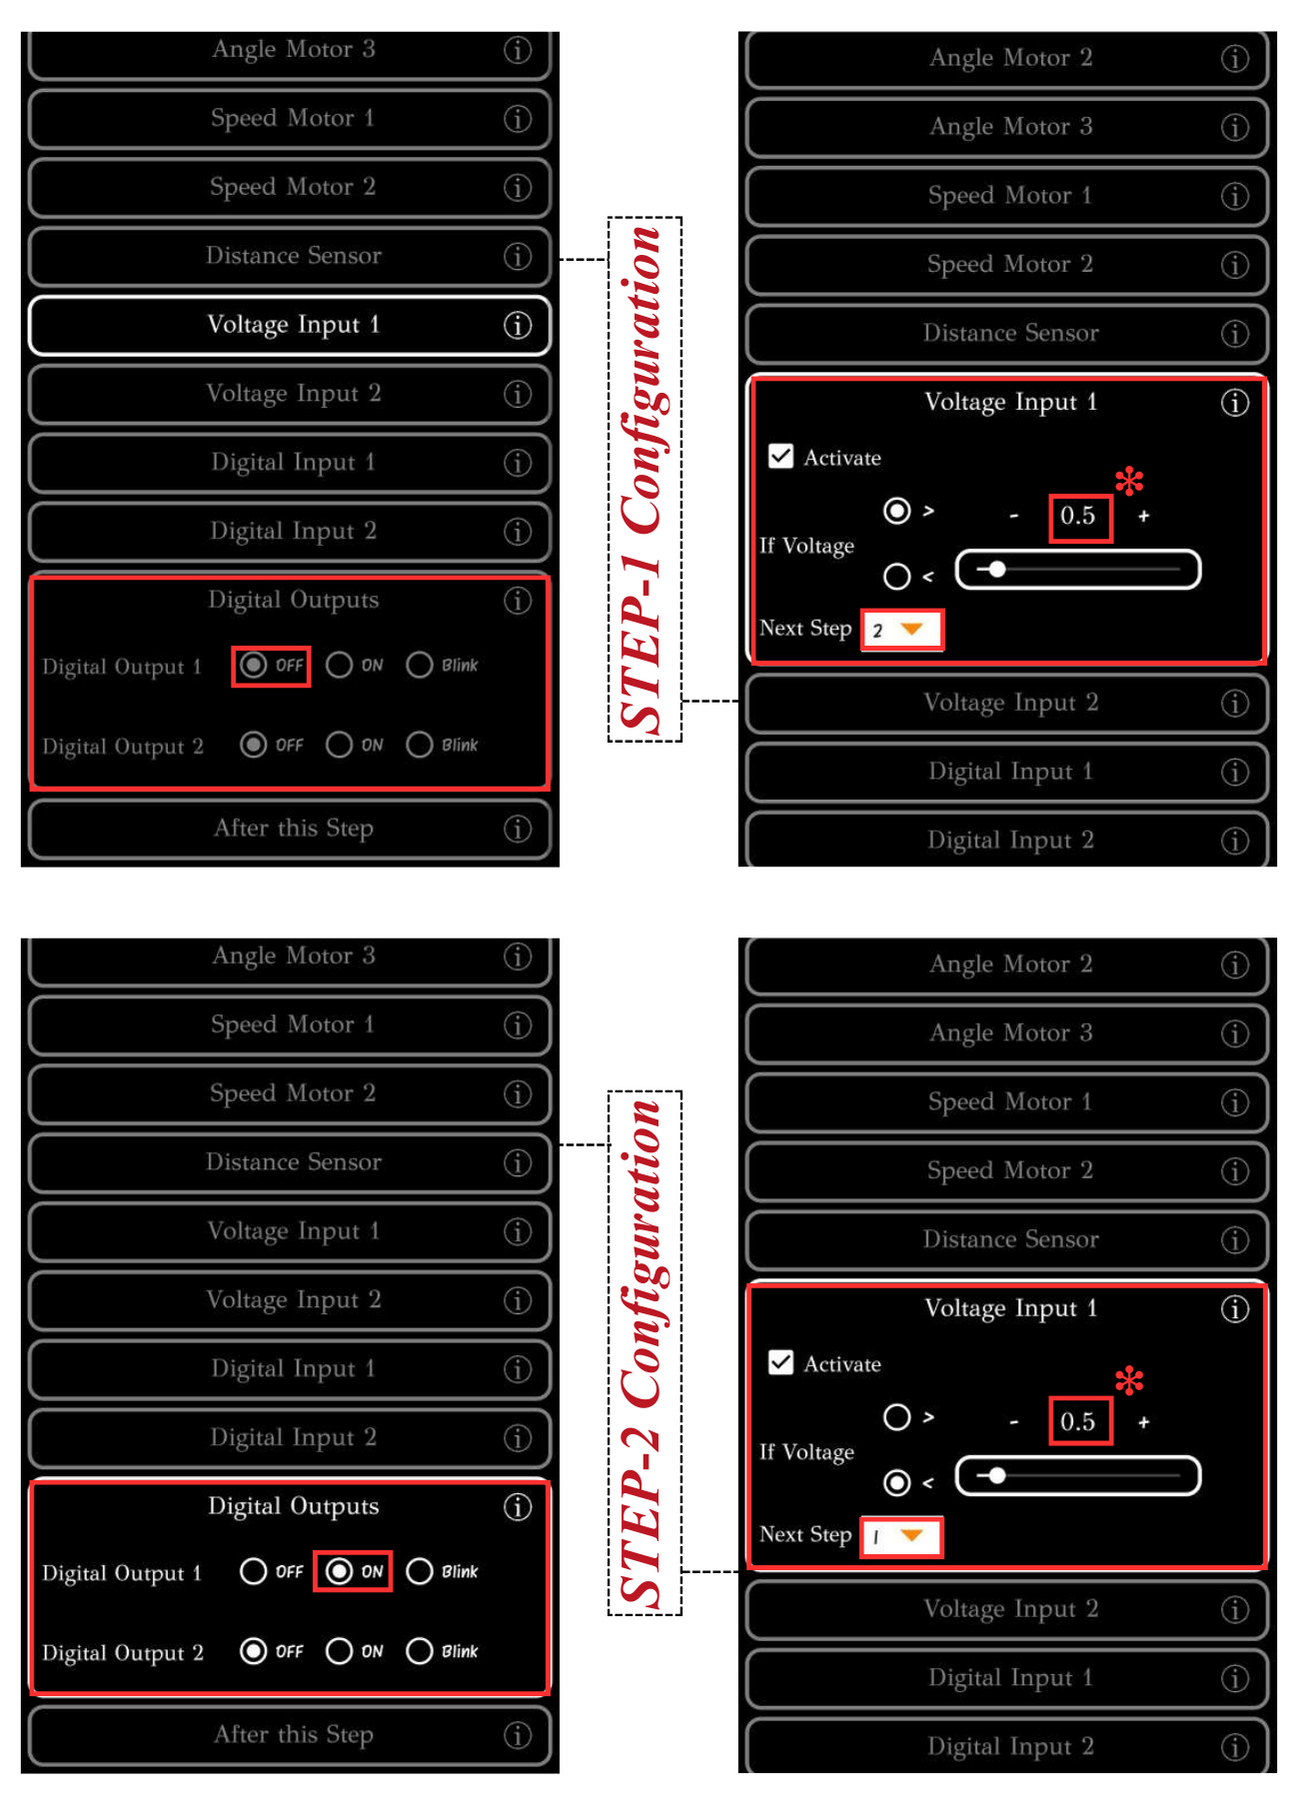 Angle Motor 3
Speed Motor 1
Speed Motor 2
Distance Sensor
Voltage Input 1
Voltage Input 2
Digital Input 1
Digital Input 2
Digital Outputs
Digital Output 1 OFF ON Blink
Digital Output 2 OFF ON Blink
After this Step
STEP-1 Configuration
Angle Motor 2
Angle Motor 3
Speed Motor 1
Speed Motor 2
Distance Sensor
Voltage Input 1
Activate
> - 0.5 +
If Voltage
<
Next Step 2
Voltage Input 2
Digital Input 1
Digital Input 2
Angle Motor 3
Speed Motor 1
Speed Motor 2
Distance Sensor
Voltage Input 1
Voltage Input 2
Digital Input 1
Digital Input 2
Digital Outputs
Digital Output 1 OFF ON Blink
Digital Output 2 OFF ON Blink
After this Step
STEP-2 Configuration
Angle Motor 2
Angle Motor 3
Speed Motor 1
Speed Motor 2
Distance Sensor
Voltage Input 1
Activate
> - 0.5 +
If Voltage
<
Next Step 1
Voltage Input 2
Digital Input 1
Digital Input 2